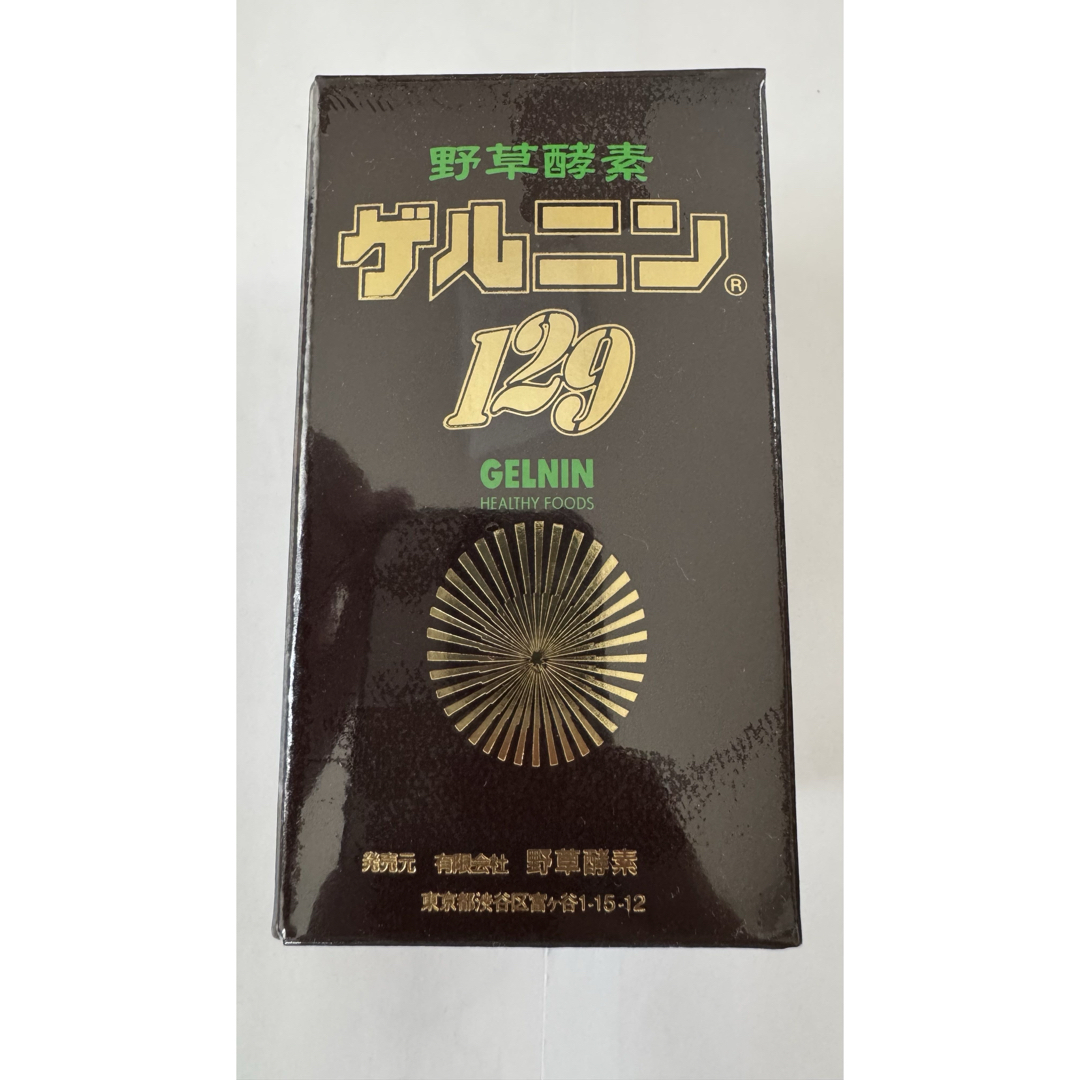 野草酵素
ゲルニン®
129
GELNIN
HEALTHY FOODS
発売元 有限会社 野草酵素
東京都渋谷区富ヶ谷1-15-12